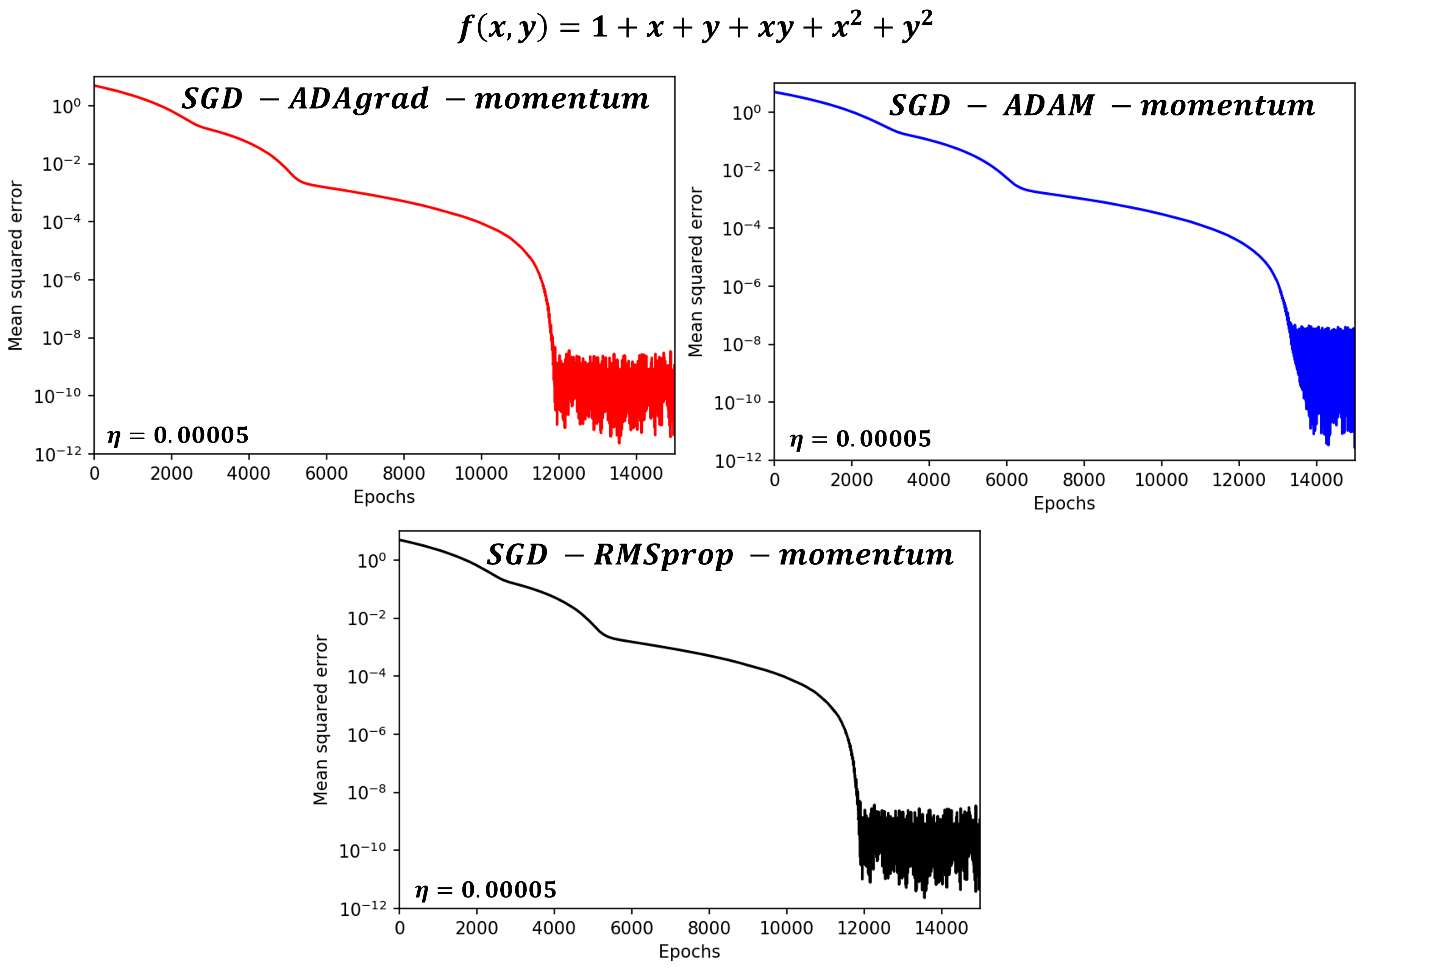 f(x, y) = 1 + x + y + xy + x² + y²
SGD − ADAgrad − momentum
Mean squared error
10⁰
10⁻²
10⁻⁴
10⁻⁶
10⁻⁸
10⁻¹⁰
10⁻¹²
η = 0.00005
0 2000 4000 6000 8000 10000 12000 14000
Epochs
SGD − ADAM − momentum
Mean squared error
10⁰
10⁻²
10⁻⁴
10⁻⁶
10⁻⁸
10⁻¹⁰
10⁻¹²
η = 0.00005
0 2000 4000 6000 8000 10000 12000 14000
Epochs
SGD − RMSprop − momentum
Mean squared error
10⁰
10⁻²
10⁻⁴
10⁻⁶
10⁻⁸
10⁻¹⁰
10⁻¹²
η = 0.00005
0 2000 4000 6000 8000 10000 12000 14000
Epochs